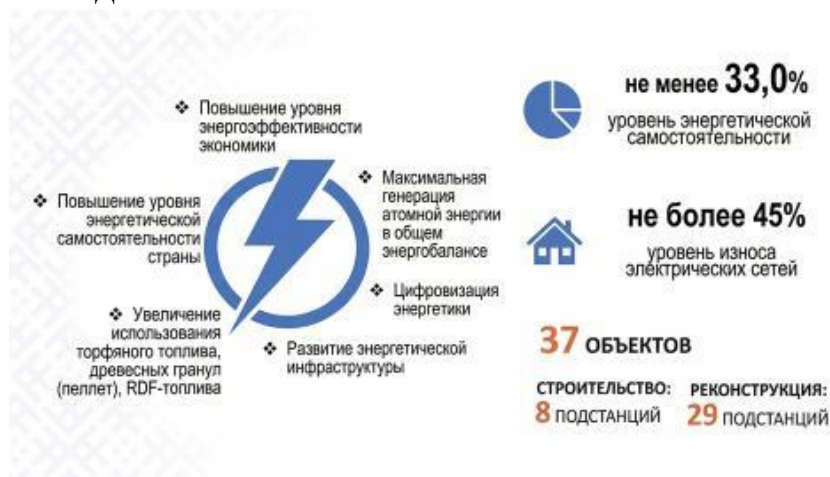 ❖ Повышение уровня
энергоэффективности
экономики
❖ Повышение уровня
энергетической
самостоятельности
страны
❖ Максимальная
генерация
атомной энергии
в общем
энергобалансе
❖ Цифровизация
энергетики
❖ Увеличение
использования
торфяного топлива,
древесных гранул
(пеллет), RDF-топлива
❖ Развитие энергетической
инфраструктуры
не менее 33,0%
уровень энергетической
самостоятельности
не более 45%
уровень износа
электрических сетей
37 ОБЪЕКТОВ
СТРОИТЕЛЬСТВО:
8 ПОДСТАНЦИЙ
РЕКОНСТРУКЦИЯ:
29 ПОДСТАНЦИЙ